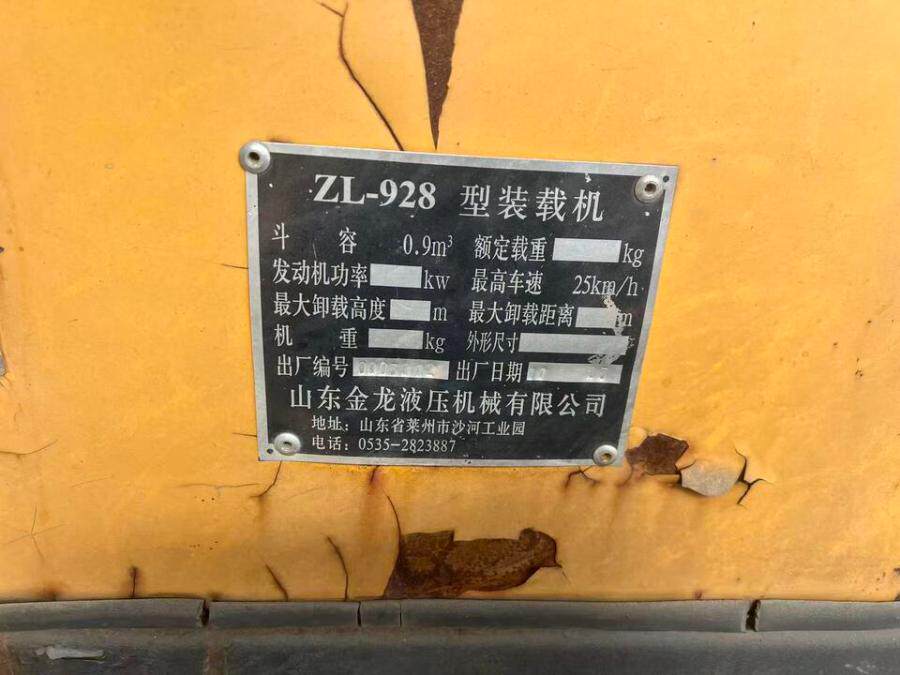 ZL-928 型装载机
斗 容 0.9m³ 额定载重 kg
发动机功率 kw 最高车速 25km/h
最大卸载高度 m 最大卸载距离 m
机 重 kg 外形尺寸
出厂编号 出厂日期
山东金龙液压机械有限公司
地址：山东省莱州市沙河工业园
电话：0535-2823887